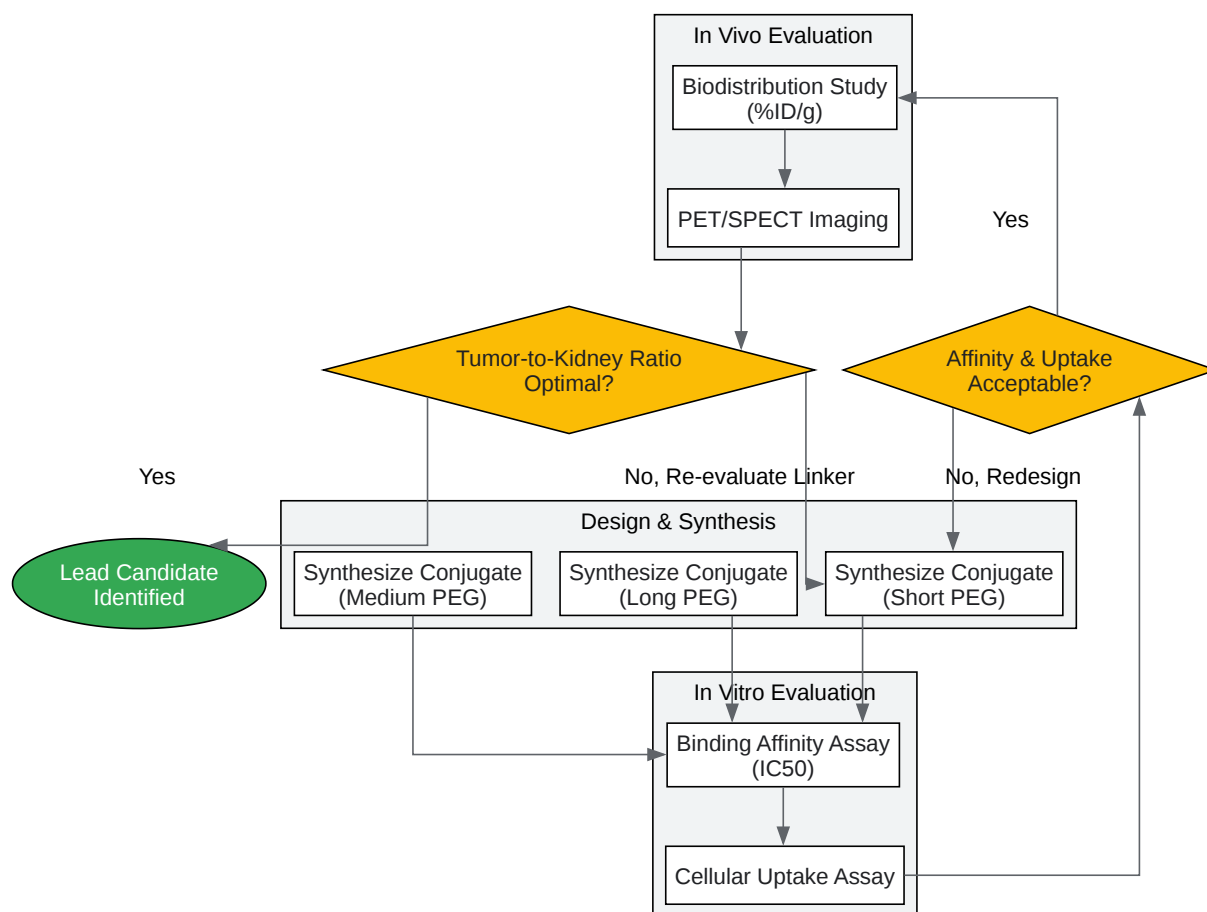 In Vivo Evaluation
Biodistribution Study
(%ID/g)
PET/SPECT Imaging
Yes
Tumor-to-Kidney Ratio
Optimal?
Affinity & Uptake
Acceptable?
Yes
No, Re-evaluate Linker
No, Redesign
Design & Synthesis
Lead Candidate
Identified
Synthesize Conjugate
(Medium PEG)
Synthesize Conjugate
(Long PEG)
Synthesize Conjugate
(Short PEG)
In Vitro Evaluation
Binding Affinity Assay
(IC50)
Cellular Uptake Assay